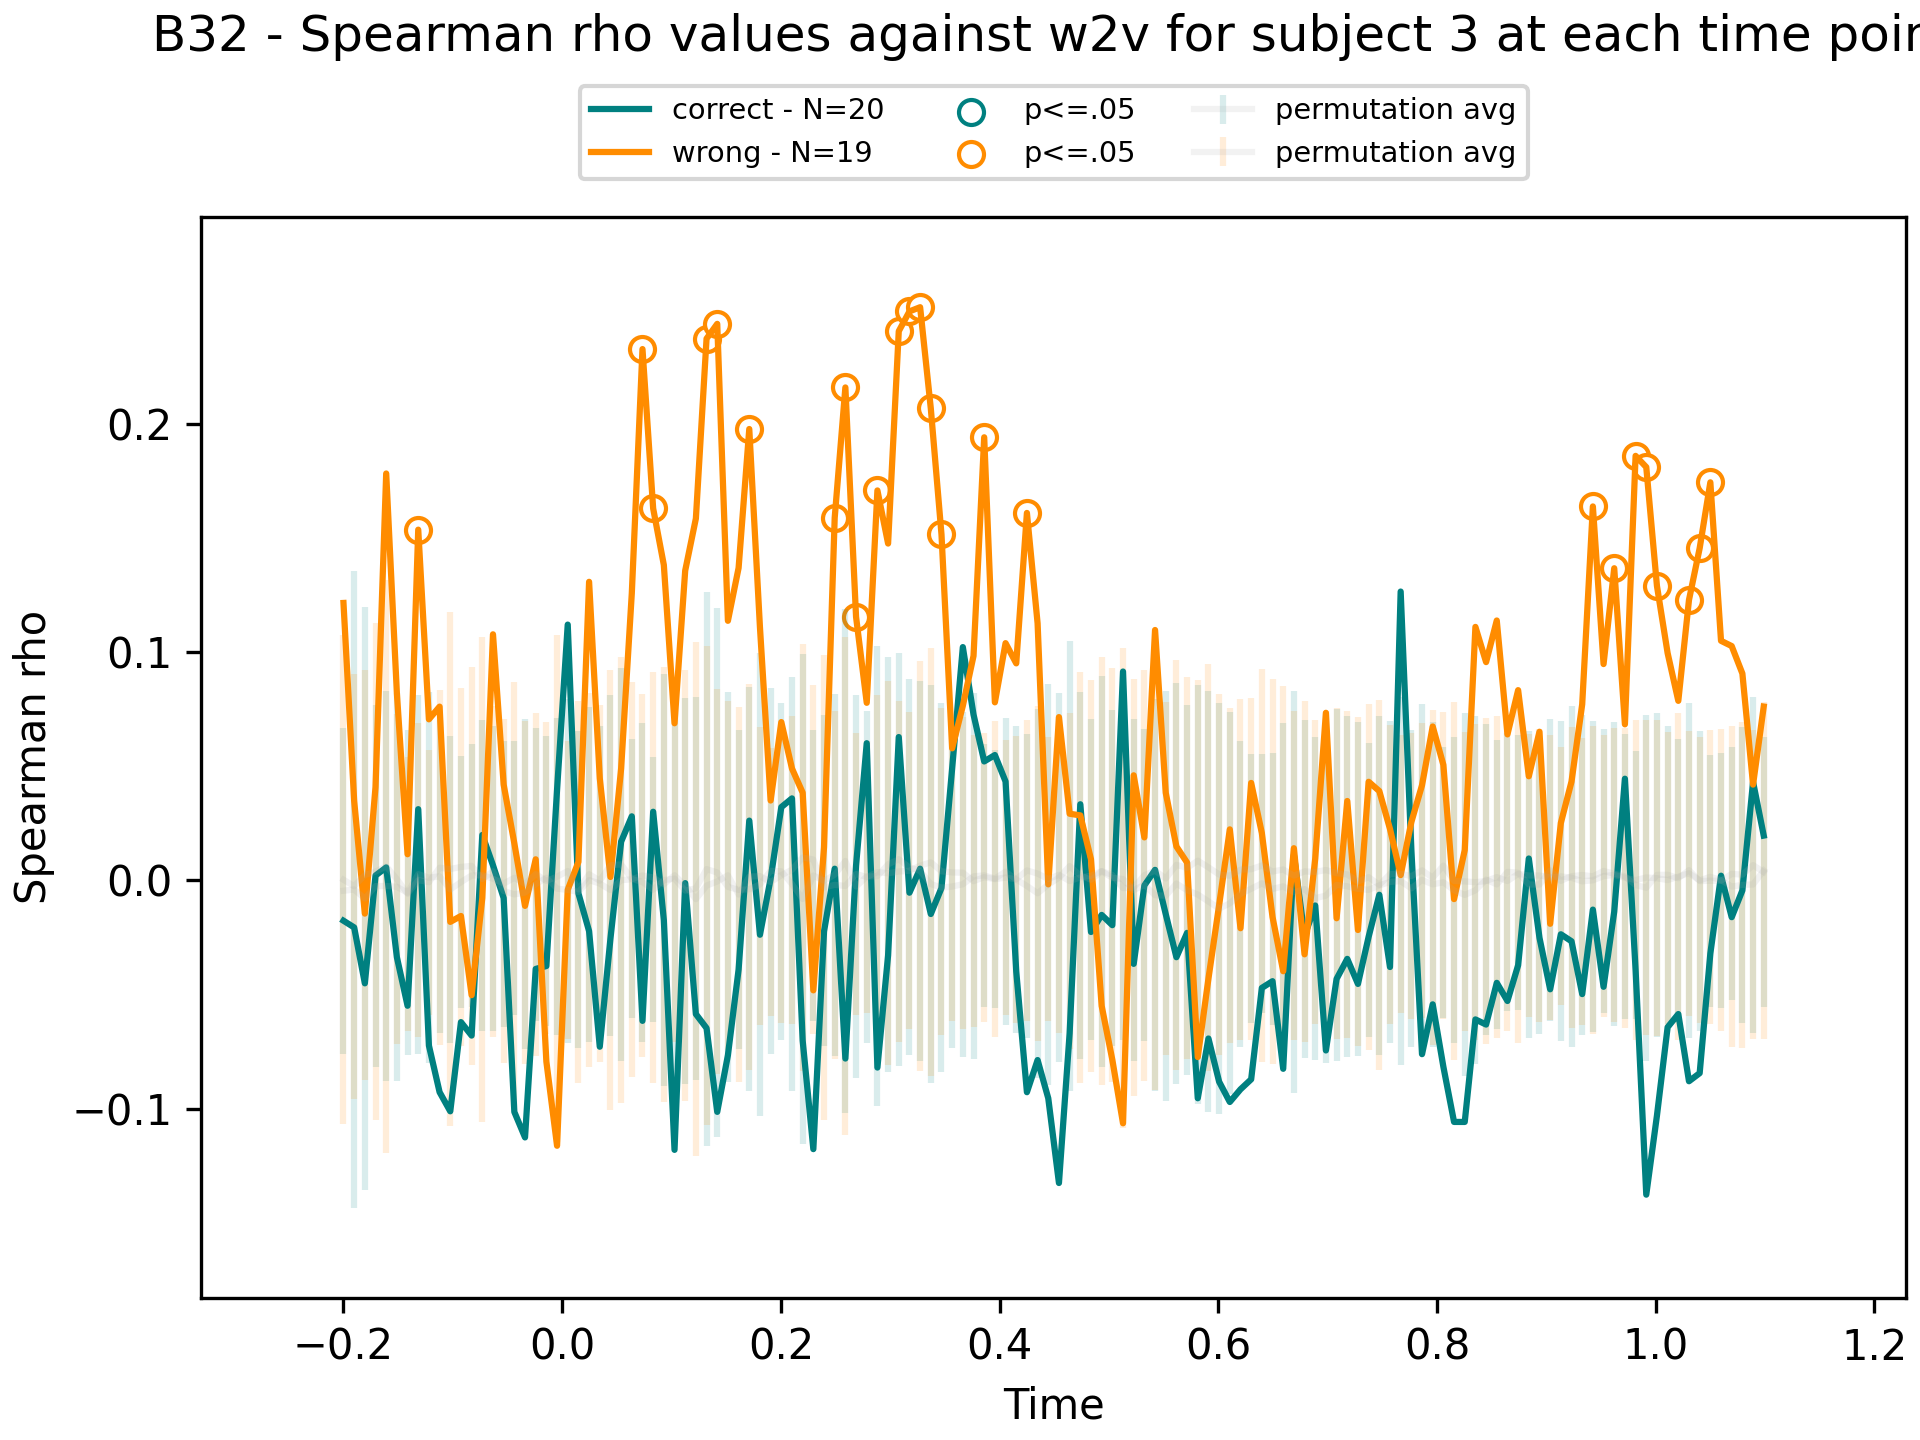 B32 - Spearman rho values against w2v for subject 3 at each time
correct - N=20 p<=.05 permutation avg
wrong - N=19 p<=.05 permutation avg
Spearman rho
0.2
0.1
0.0
−0.1
−0.2 0.0 0.2 0.4 0.6 0.8 1.0 1.2
Time